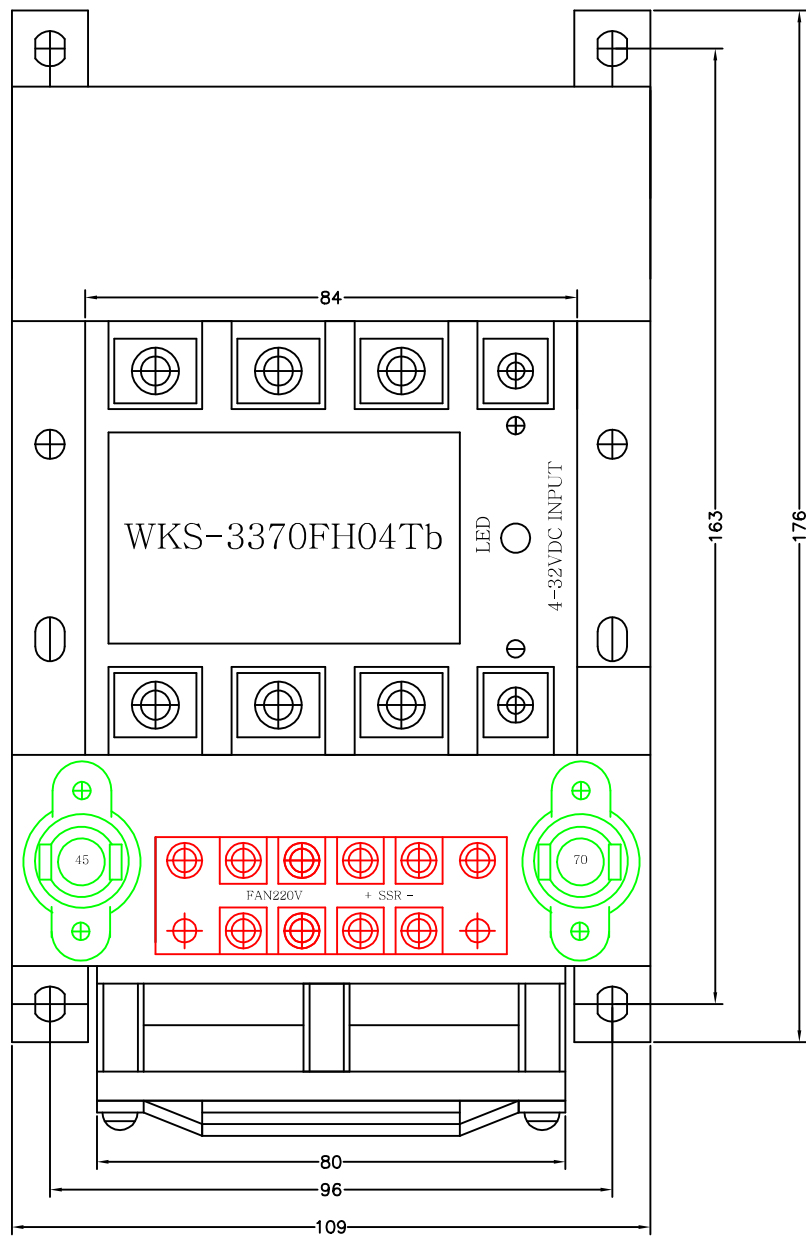 84
WKS-3370FH04Tb
LED
4-32VDC INPUT
163
176
45
70
FAN220V
+ SSR -
80
96
109